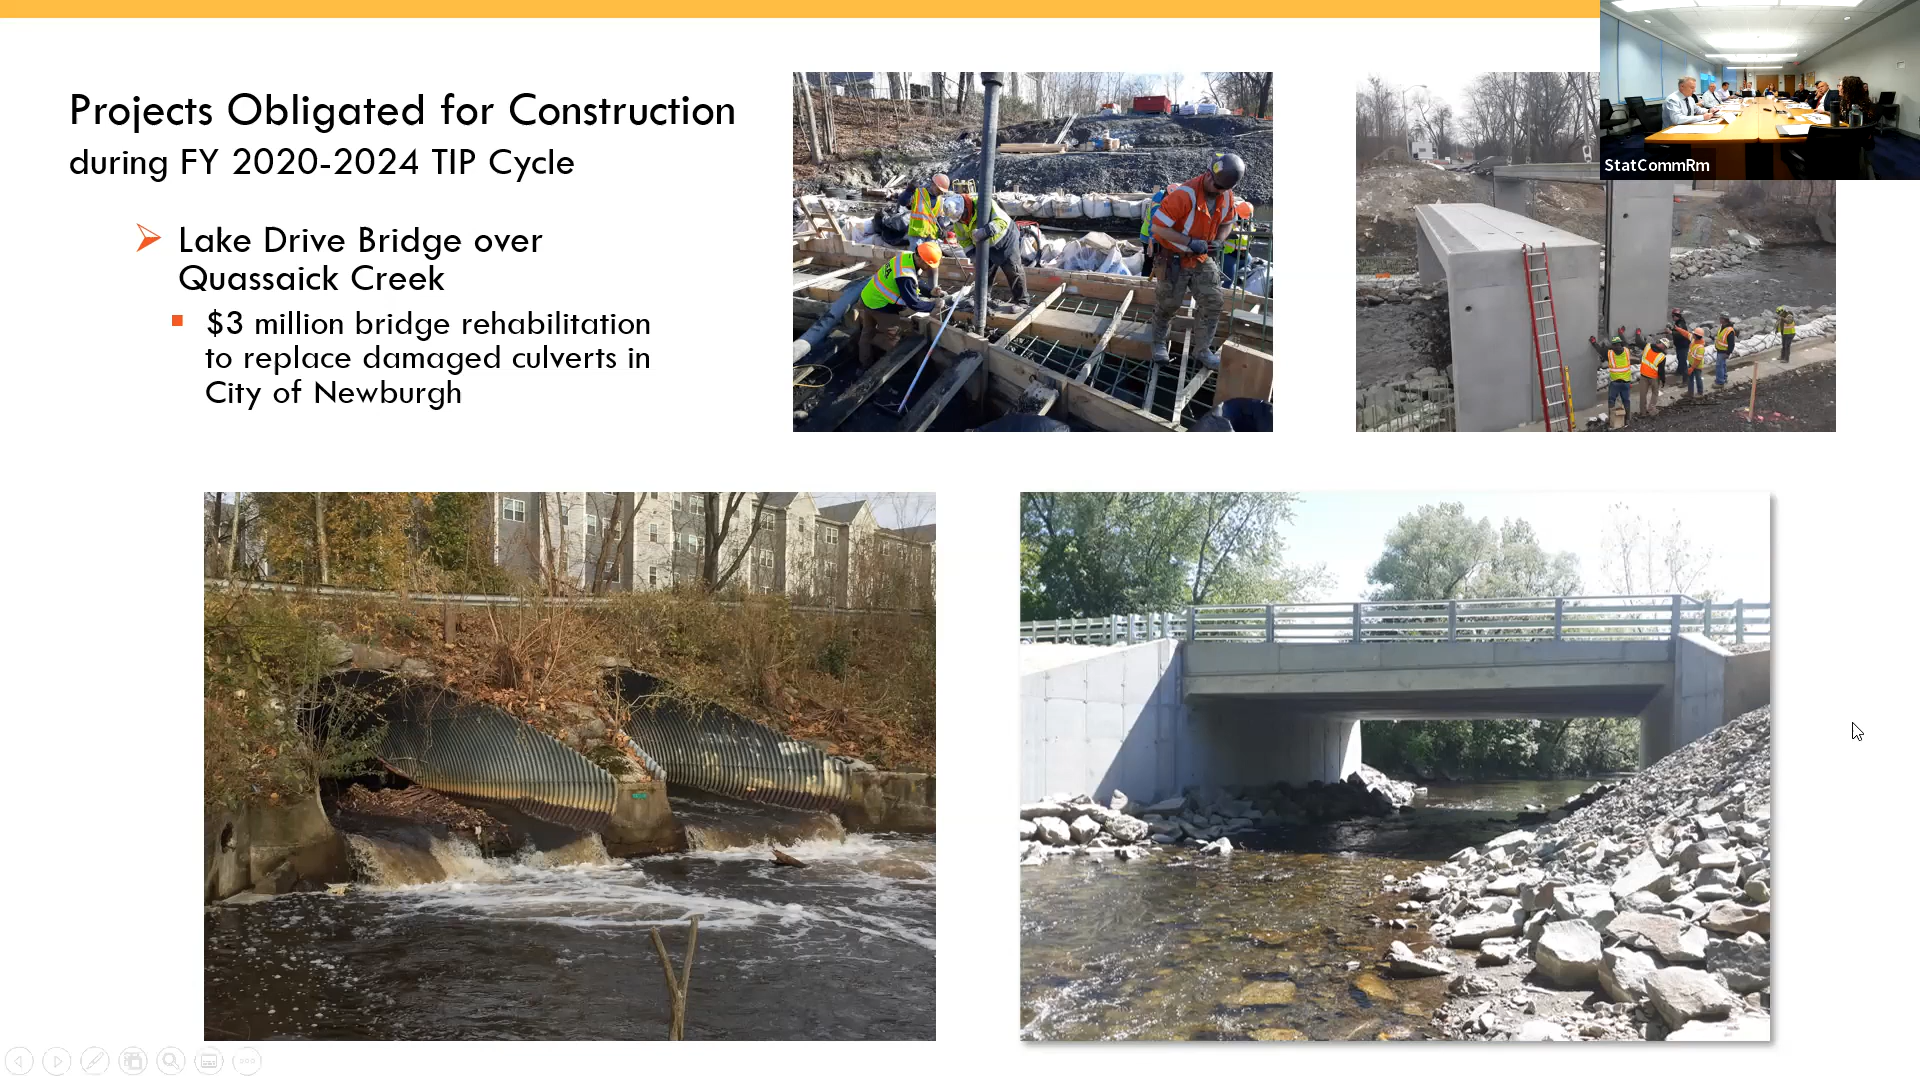 Projects Obligated for Construction
during FY 2020-2024 TIP Cycle
Lake Drive Bridge over
Quassaick Creek
$3 million bridge rehabilitation
to replace damaged culverts in
City of Newburgh
StatCommRm